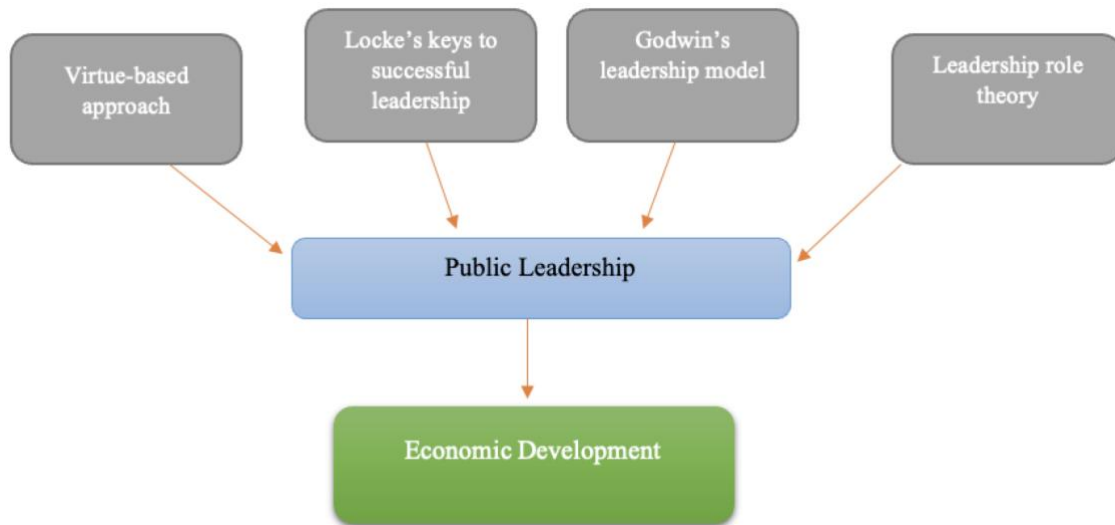 Virtue-based
approach
Locke’s keys to
successful
leadership
Godwin’s
leadership model
Leadership role
theory
Public Leadership
Economic Development